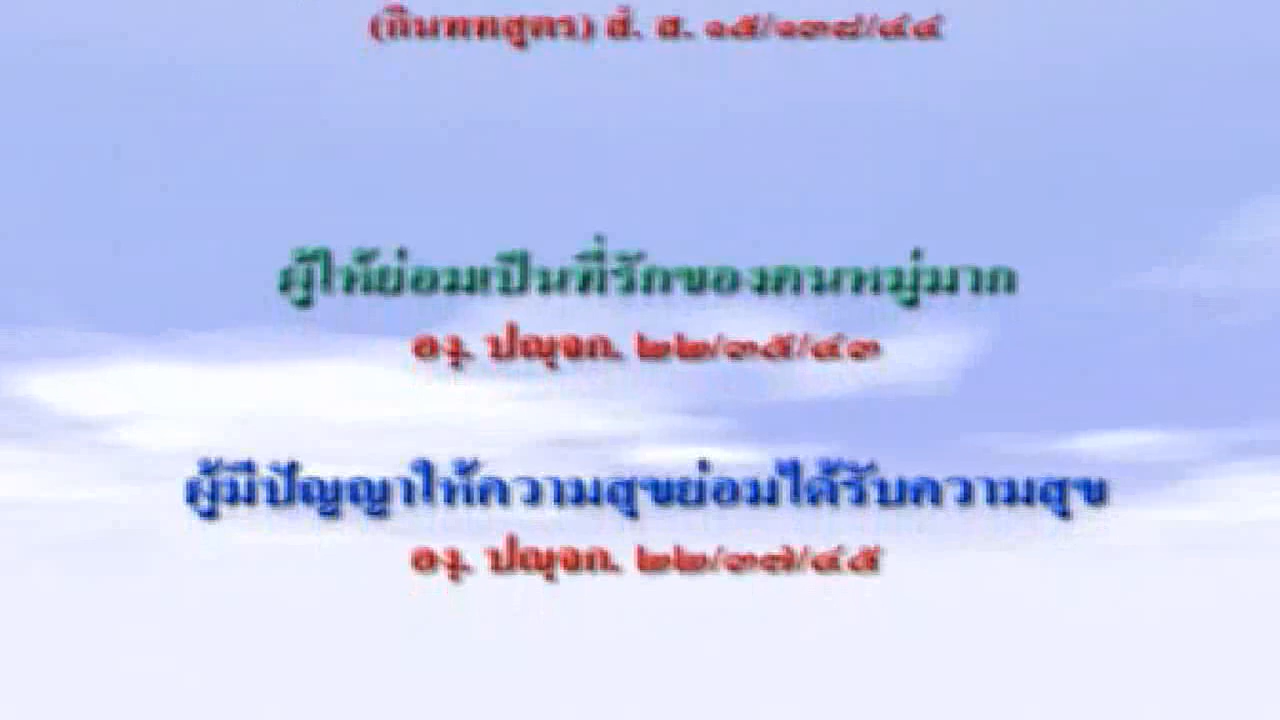 (กินททสูตร) สํ. ส. ๑๕/๑๓๘/๔๔
ผู้ให้ย่อมเป็นที่รักของคนหมู่มาก
องฺ. ปญฺจก. ๒๒/๓๕/๔๓
ผู้มีปัญญาให้ความสุขย่อมได้รับความสุข
องฺ. ปญฺจก. ๒๒/๓๗/๔๕